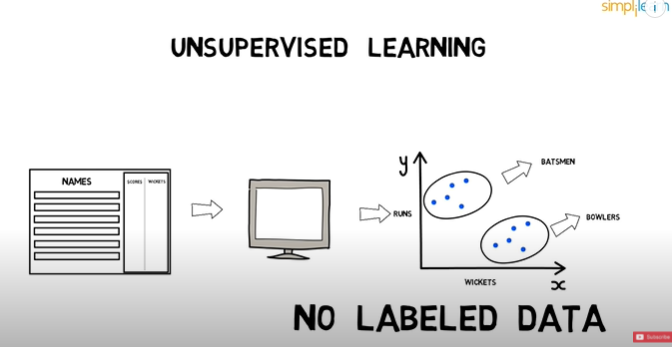 simplilearn
UNSUPERVISED LEARNING
NAMES
SCORES
WICKETS
y
RUNS
BATSMEN
BOWLERS
WICKETS
x
NO LABELED DATA
Subscribe